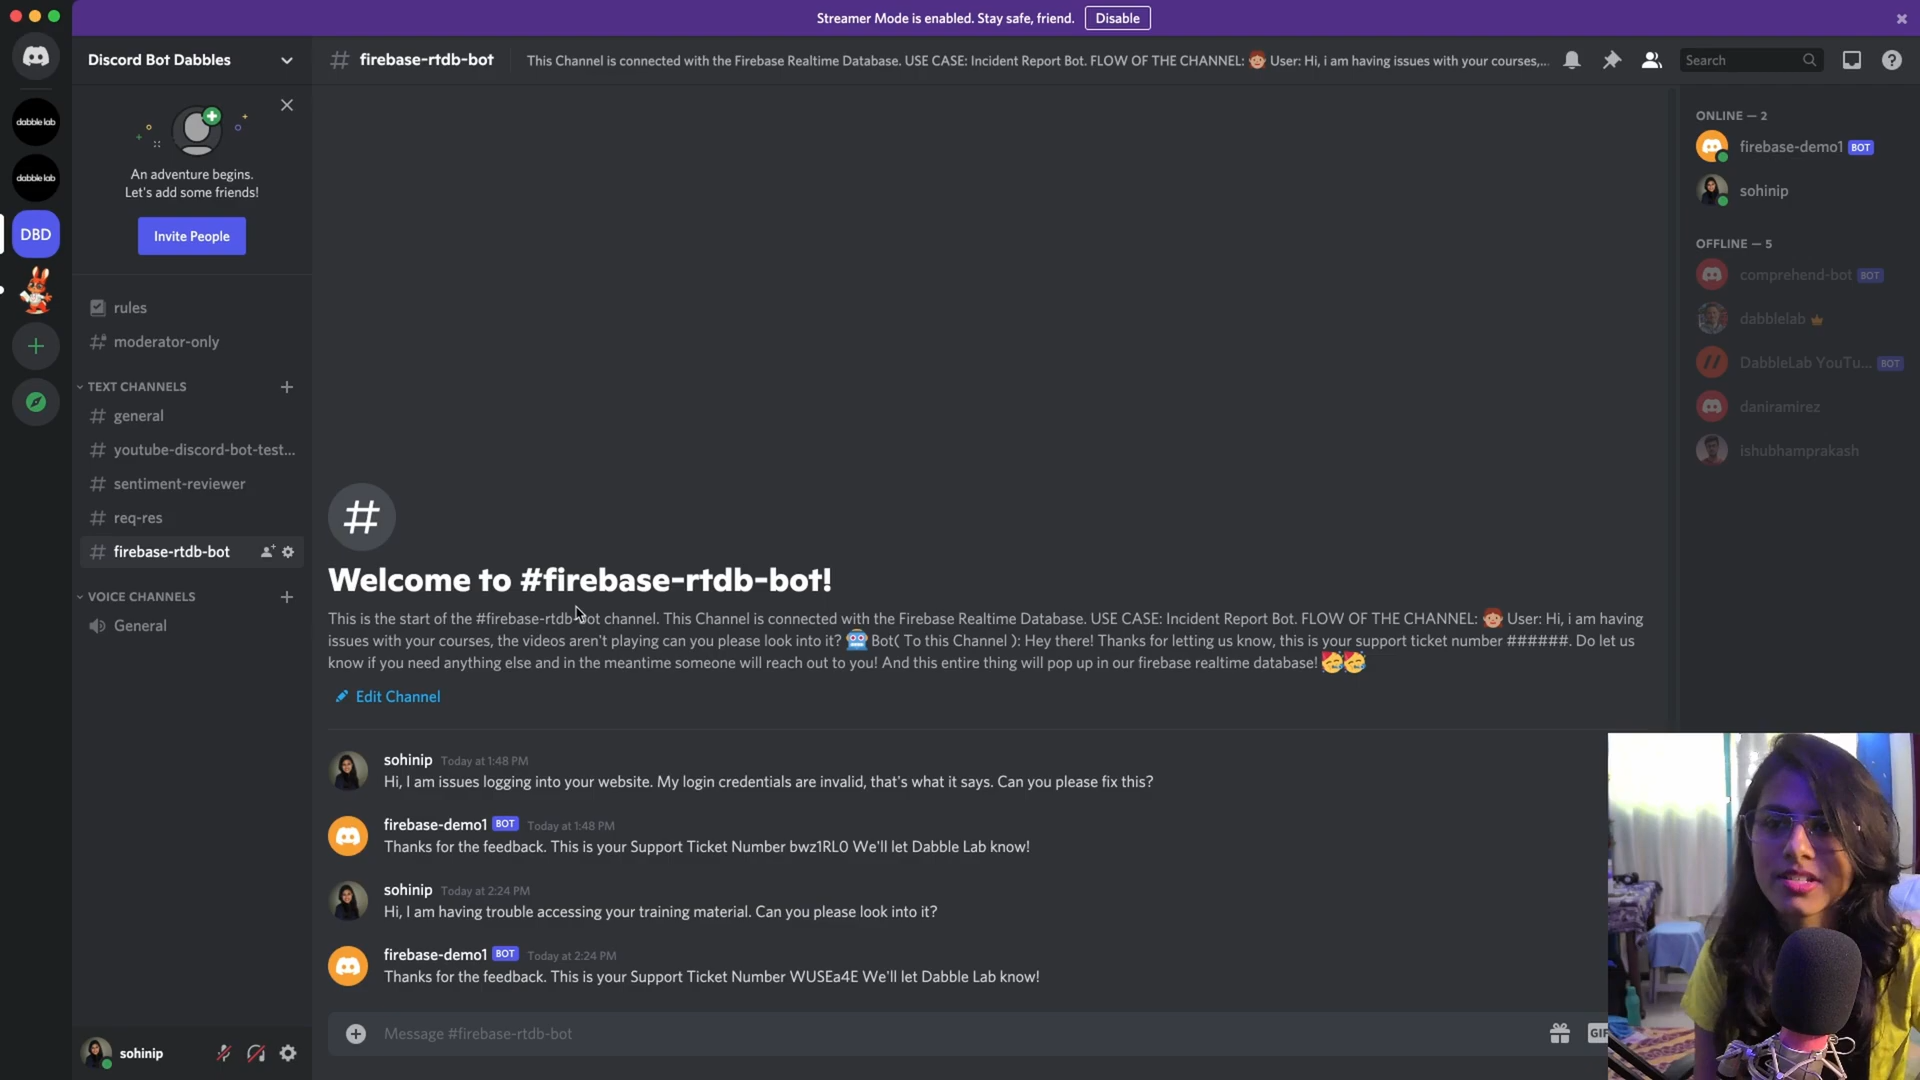 Streamer Mode is enabled. Stay safe, friend.
Disable
Discord Bot Dabbles
firebase-rtdb-bot
This Channel is connected with the Firebase Realtime Database. USE CASE: Incident Report Bot. FLOW OF THE CHANNEL: 👧 User: Hi, i am having issues with your courses,...
Search
dabble lab
dabble lab
DBD
An adventure begins.
Let's add some friends!
Invite People
rules
moderator-only
TEXT CHANNELS
general
youtube-discord-bot-test...
sentiment-reviewer
req-res
firebase-rtdb-bot
VOICE CHANNELS
General
sohinip
#
Welcome to #firebase-rtdb-bot!
This is the start of the #firebase-rtdb-bot channel. This Channel is connected with the Firebase Realtime Database. USE CASE: Incident Report Bot. FLOW OF THE CHANNEL: 👧 User: Hi, i am having
issues with your courses, the videos aren't playing can you please look into it? 🤖 Bot( To this Channel ): Hey there! Thanks for letting us know, this is your support ticket number ######. Do let us
know if you need anything else and in the meantime someone will reach out to you! And this entire thing will pop up in our firebase realtime database! 🥳🥳
Edit Channel
sohinip Today at 1:48 PM
Hi, I am issues logging into your website. My login credentials are invalid, that's what it says. Can you please fix this?
firebase-demo1 BOT Today at 1:48 PM
Thanks for the feedback. This is your Support Ticket Number bwz1RL0 We'll let Dabble Lab know!
sohinip Today at 2:24 PM
Hi, I am having trouble accessing your training material. Can you please look into it?
firebase-demo1 BOT Today at 2:24 PM
Thanks for the feedback. This is your Support Ticket Number WUSEa4E We'll let Dabble Lab know!
Message #firebase-rtdb-bot
GIF
ONLINE — 2
firebase-demo1 BOT
sohinip
OFFLINE — 5
comprehend-bot BOT
dabblelab
DabbleLab YouTu... BOT
daniramirez
ishubhamprakash